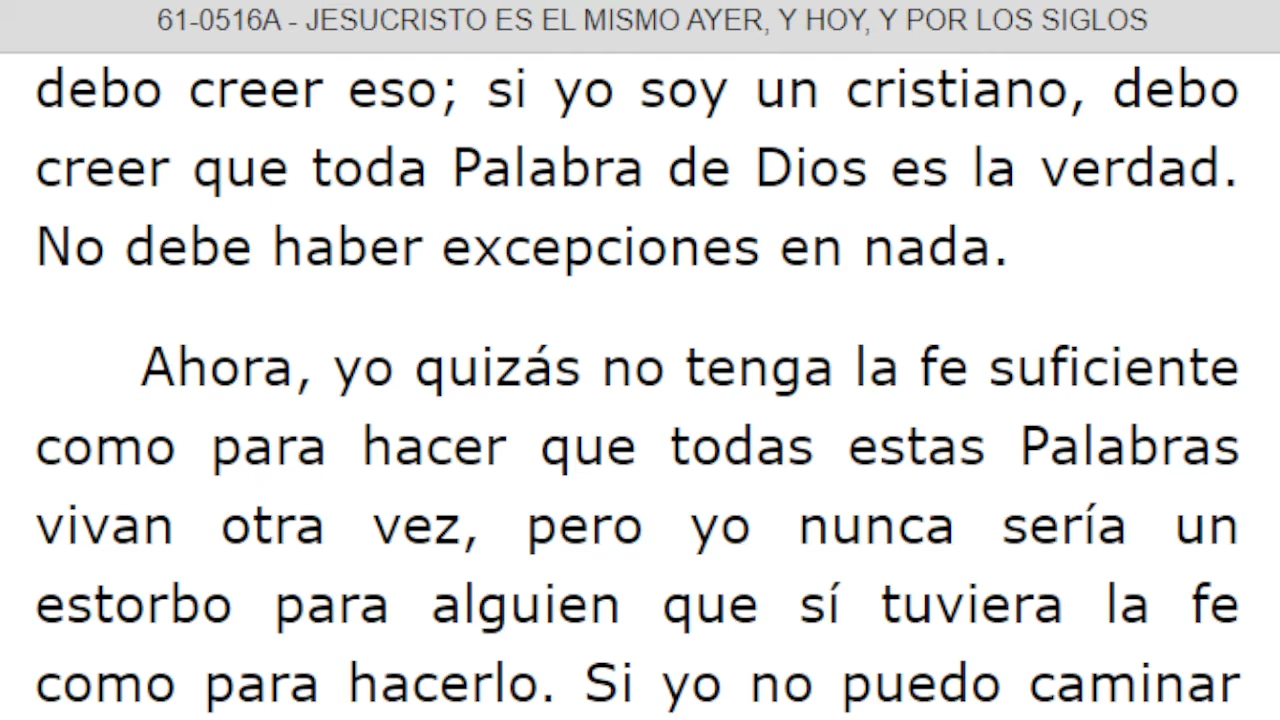 61-0516A - JESUCRISTO ES EL MISMO AYER, Y HOY, Y POR LOS SIGLOS
debo creer eso; si yo soy un cristiano, debo
creer que toda Palabra de Dios es la verdad.
No debe haber excepciones en nada.
Ahora, yo quizás no tenga la fe suficiente
como para hacer que todas estas Palabras
vivan otra vez, pero yo nunca sería un
estorbo para alguien que sí tuviera la fe
como para hacerlo. Si yo no puedo caminar